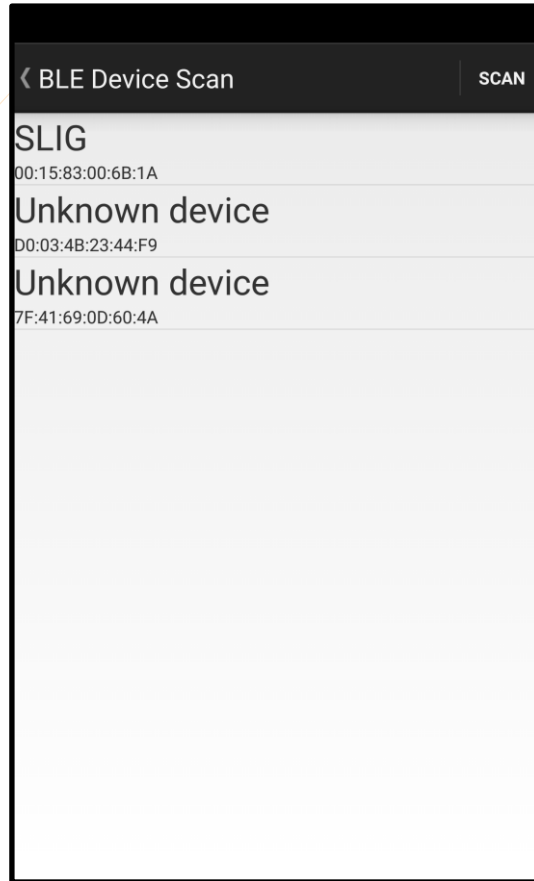 BLE Device Scan
SCAN
SLIG
00:15:83:00:6B:1A
Unknown device
D0:03:4B:23:44:F9
Unknown device
7F:41:69:0D:60:4A